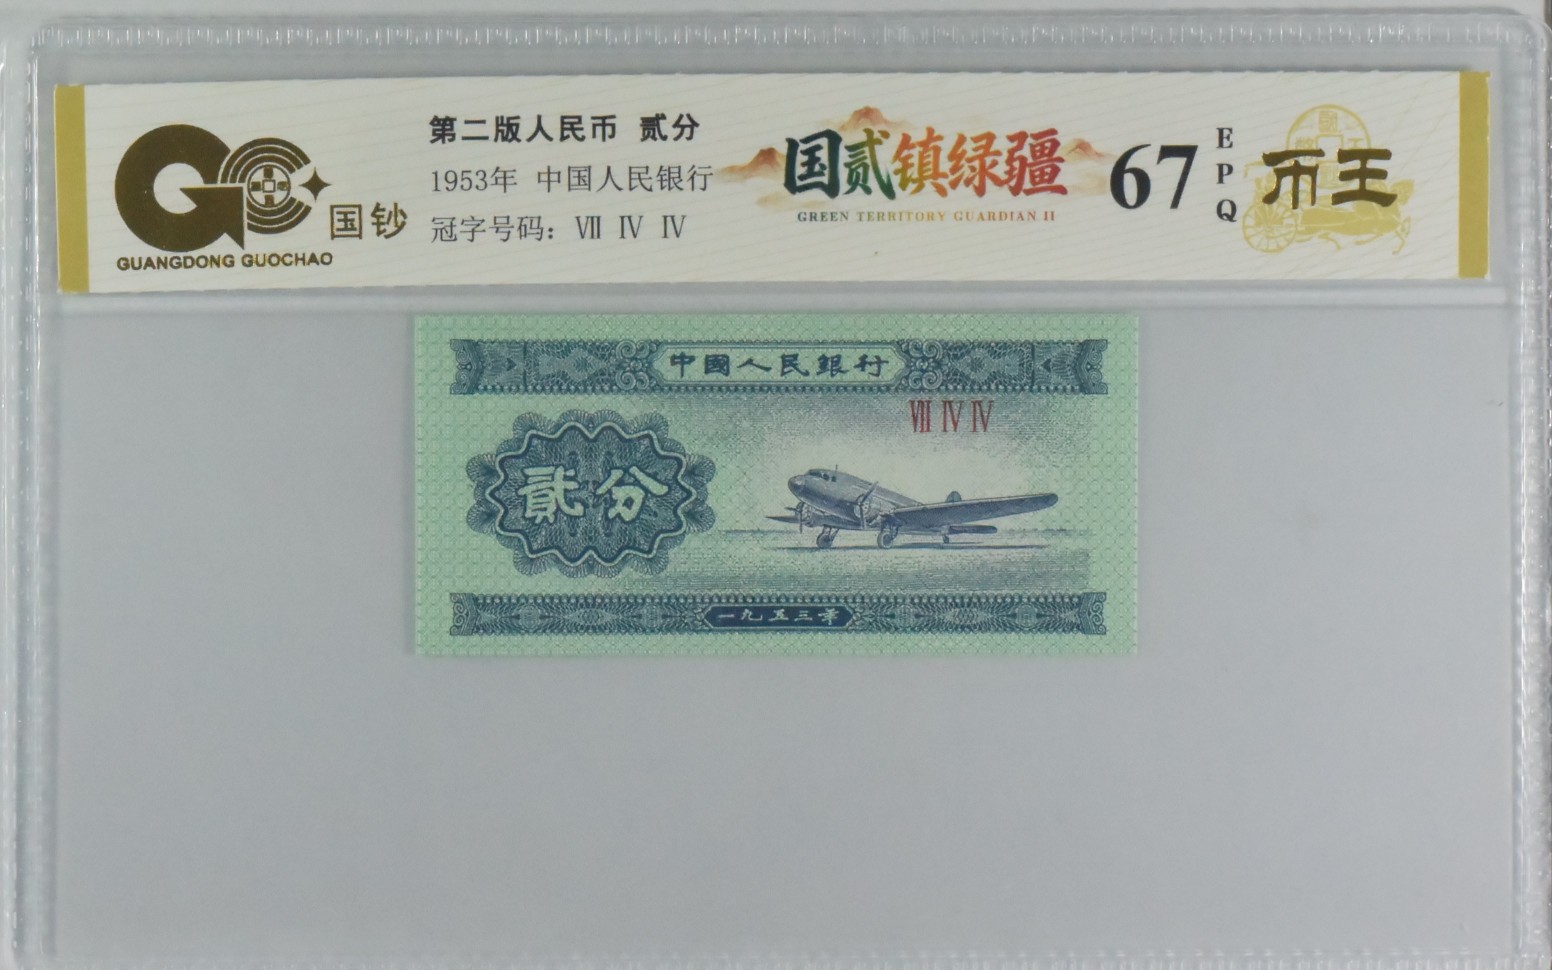 GUANGDONG GUOCHAO
国钞
第二版人民币 贰分
1953年 中国人民银行
冠字号码：Ⅶ Ⅳ Ⅳ
国贰镇绿疆
GREEN TERRITORY GUARDIAN II
67
E
P
Q
币王
中國人民銀行
Ⅶ Ⅳ Ⅳ
貳分
一九五三年